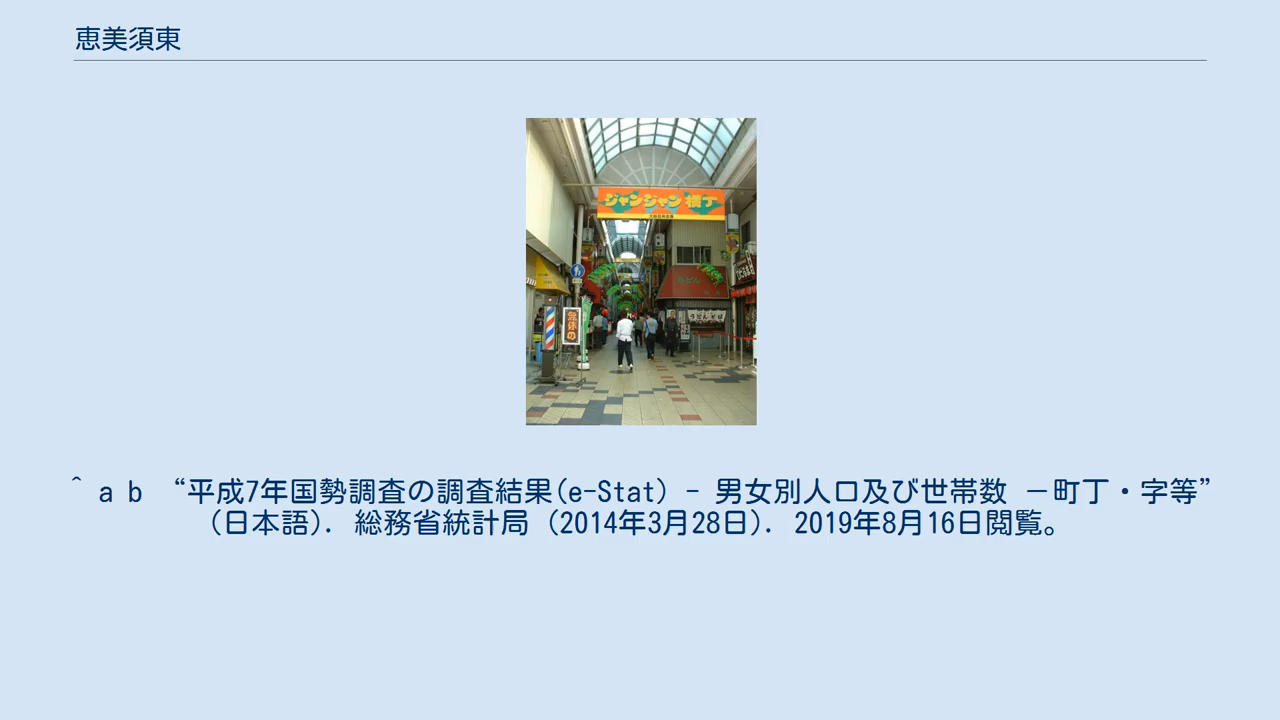 恵美須東
ジャンジャン横丁
うどん
^ a b “平成7年国勢調査の調査結果(e-Stat) - 男女別人口及び世帯数 －町丁・字等”
(日本語). 総務省統計局 (2014年3月28日). 2019年8月16日閲覧。